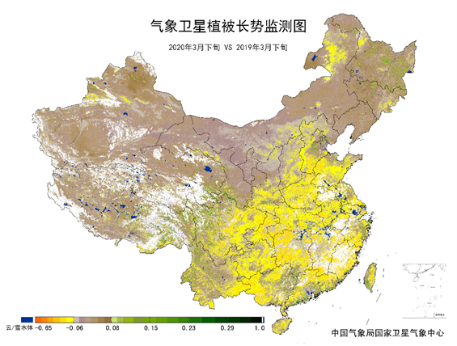 气象卫星植被长势监测图
2020年3月下旬 VS 2019年3月下旬
云/雪水体 -0.65 -0.06 0.06 0.15 0.23 0.29 1.0
中国气象局国家卫星气象中心